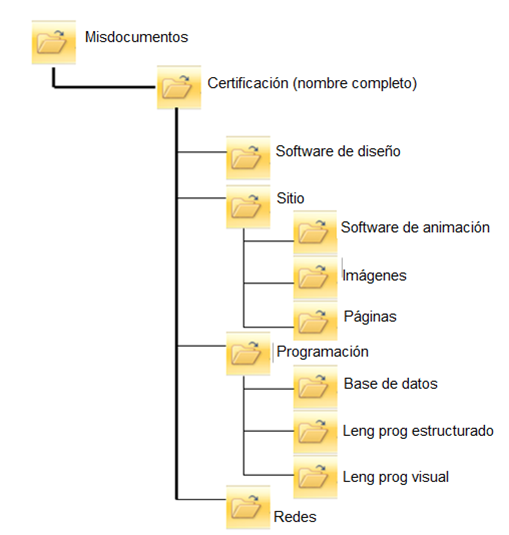 Misdocumentos
Certificación (nombre completo)
Software de diseño
Sitio
Software de animación
Imágenes
Páginas
Programación
Base de datos
Leng prog estructurado
Leng prog visual
Redes